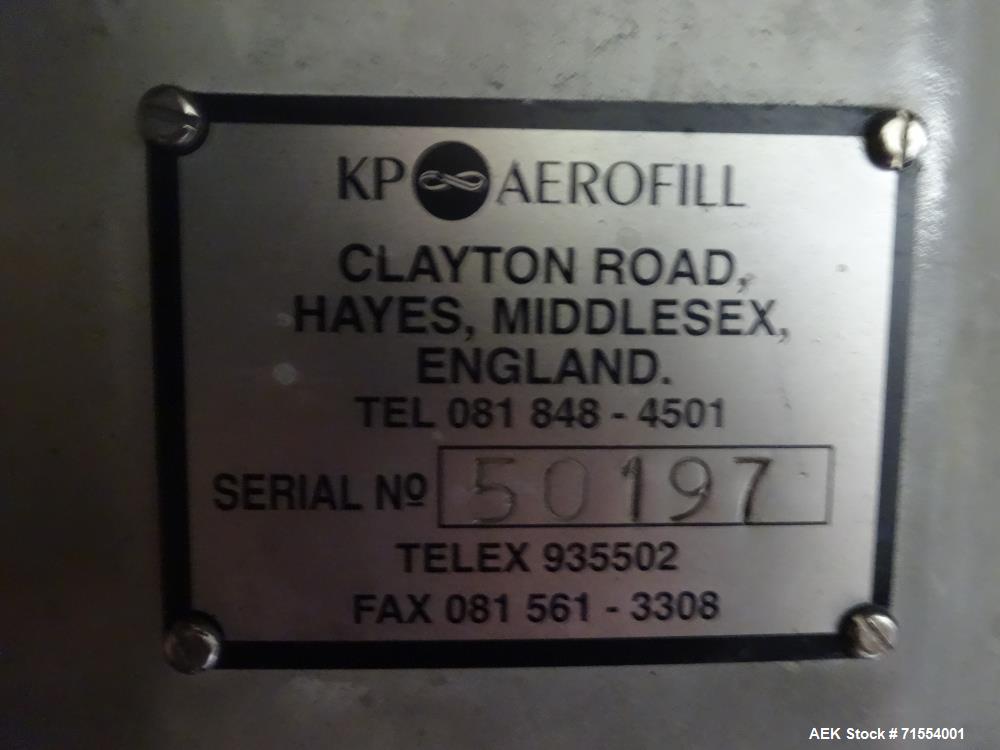 KP AEROFILL
CLAYTON ROAD,
HAYES, MIDDLESEX,
ENGLAND.
TEL 081 848 - 4501
SERIAL Nº 50197
TELEX 935502
FAX 081 561 - 3308
AEK Stock # 71554001